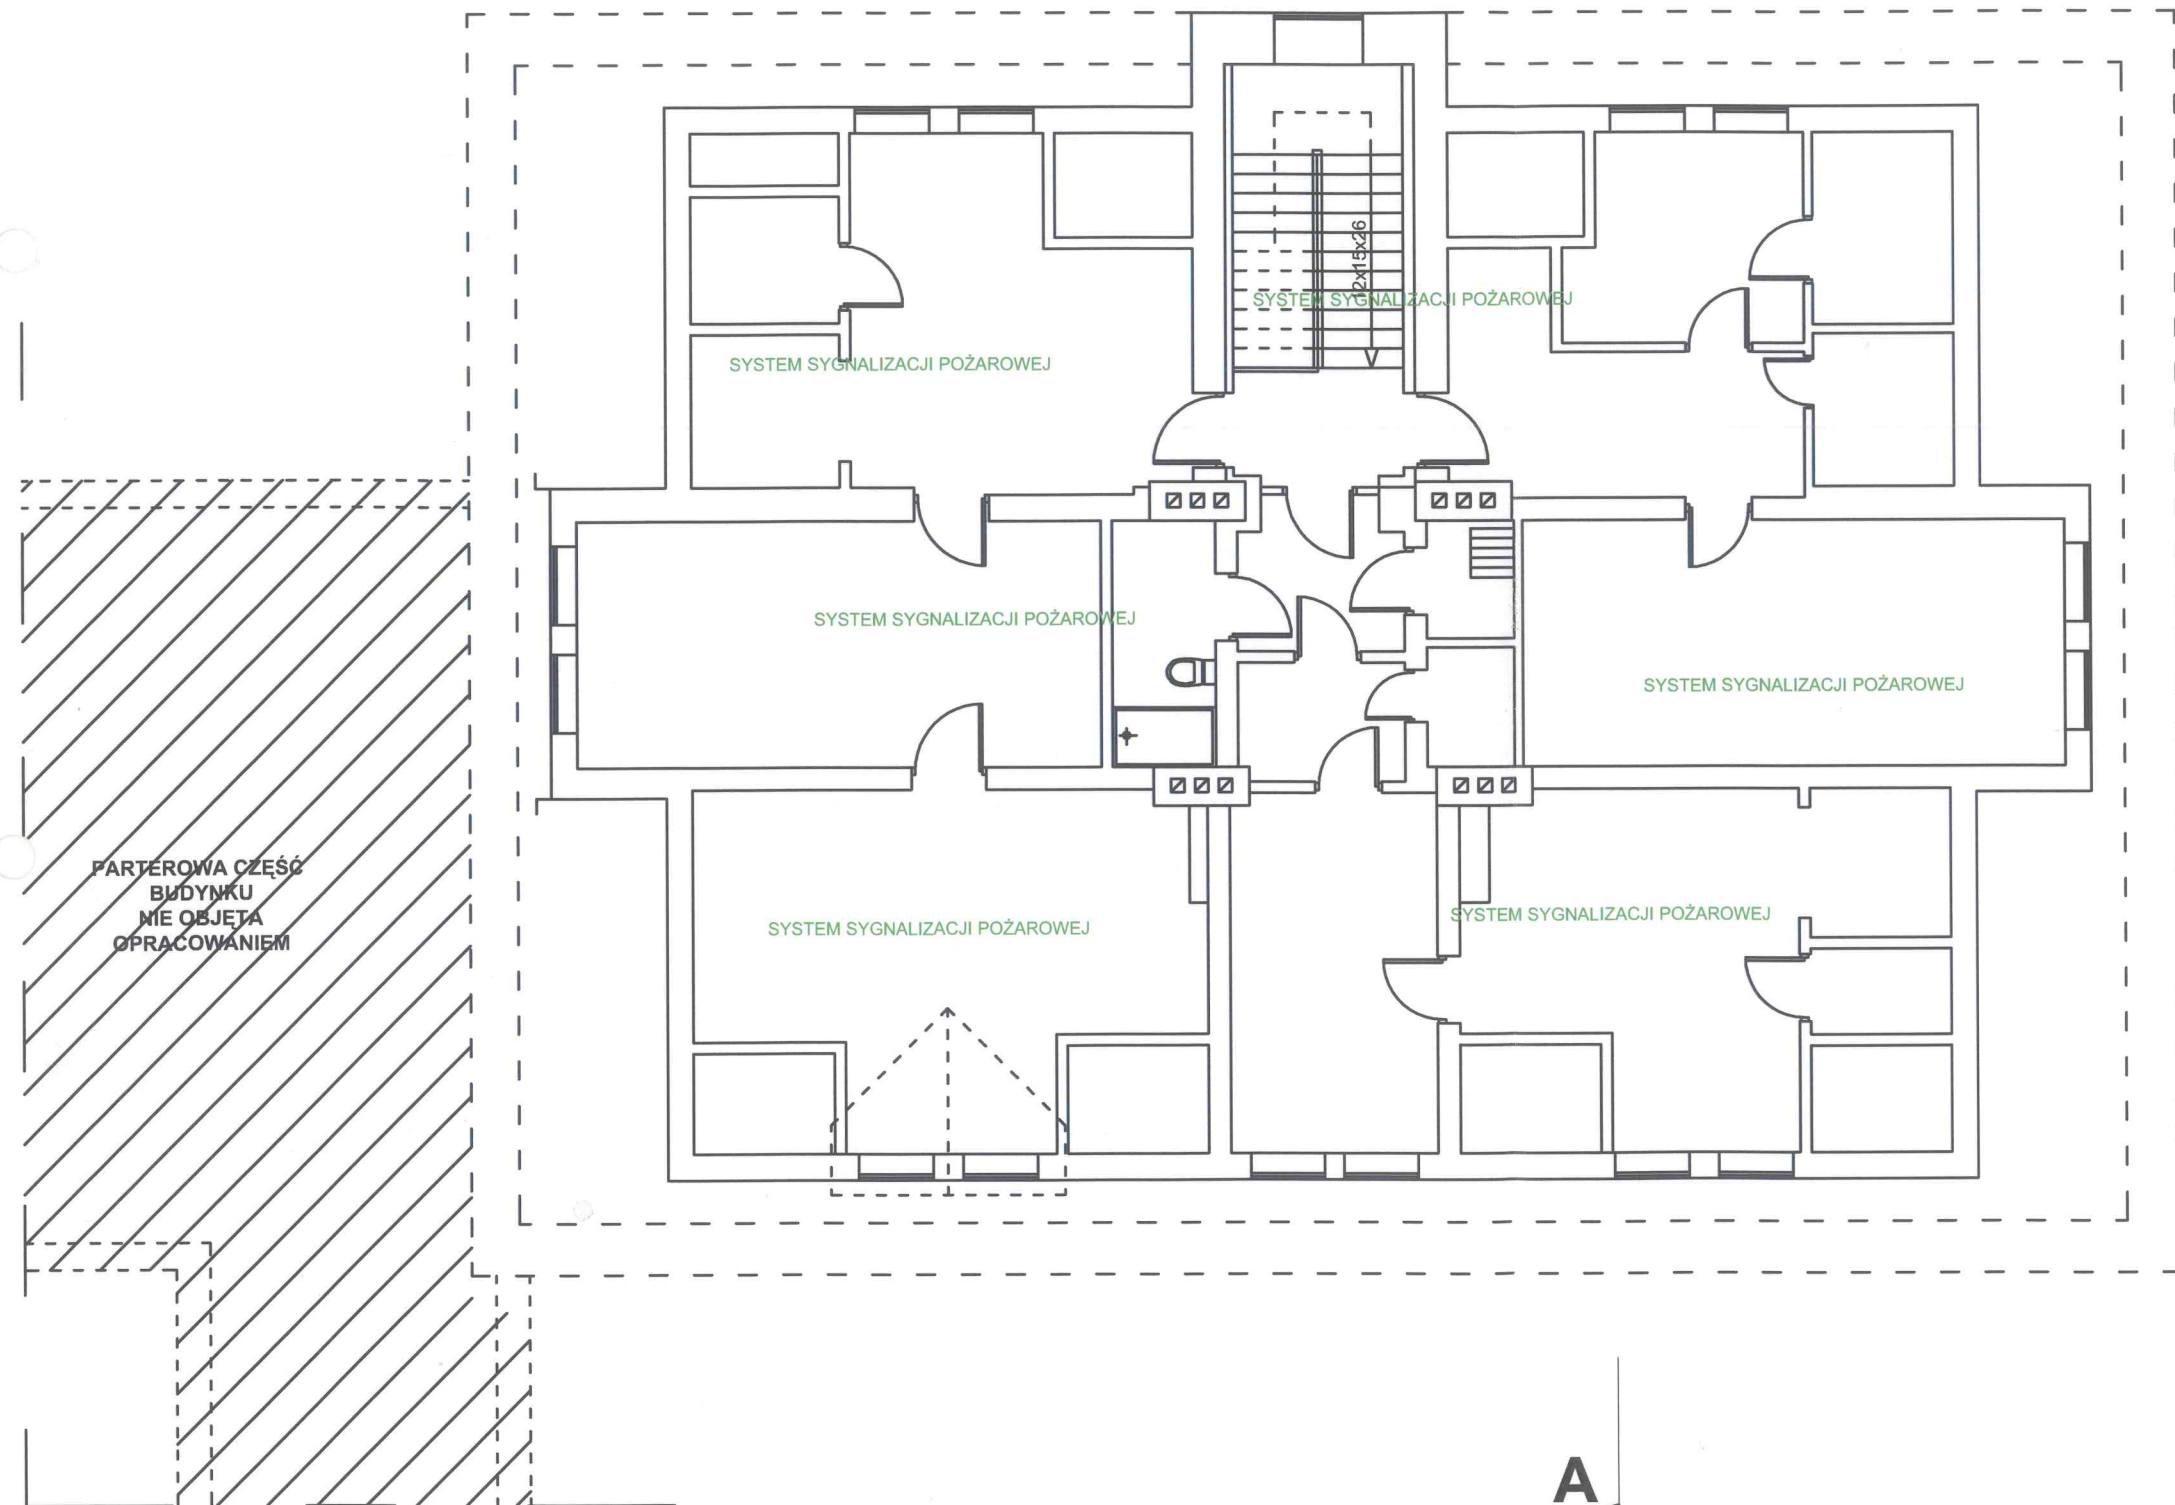 12x15x26
SYSTEM SYGNALIZACJI POŻAROWEJ
SYSTEM SYGNALIZACJI POŻAROWEJ
SYSTEM SYGNALIZACJI POŻAROWEJ
SYSTEM SYGNALIZACJI POŻAROWEJ
PARTEROWA CZĘŚĆ
BUDYNKU
NIE OBJĘTA
OPRACOWANIEM
SYSTEM SYGNALIZACJI POŻAROWEJ
SYSTEM SYGNALIZACJI POŻAROWEJ
A